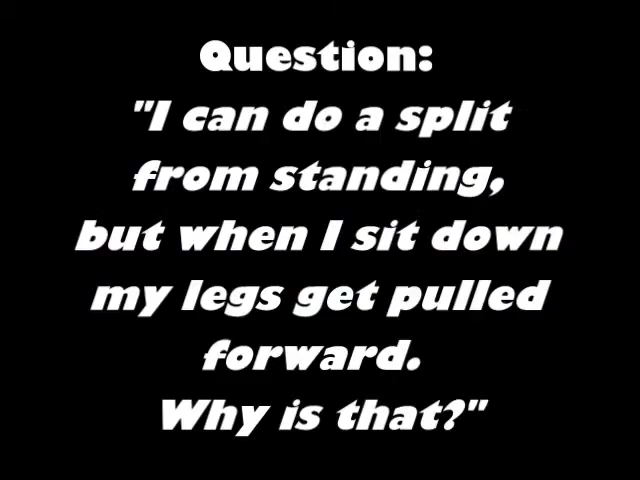 Question:
"I can do a split
from standing,
but when I sit down
my legs get pulled
forward.
Why is that?"